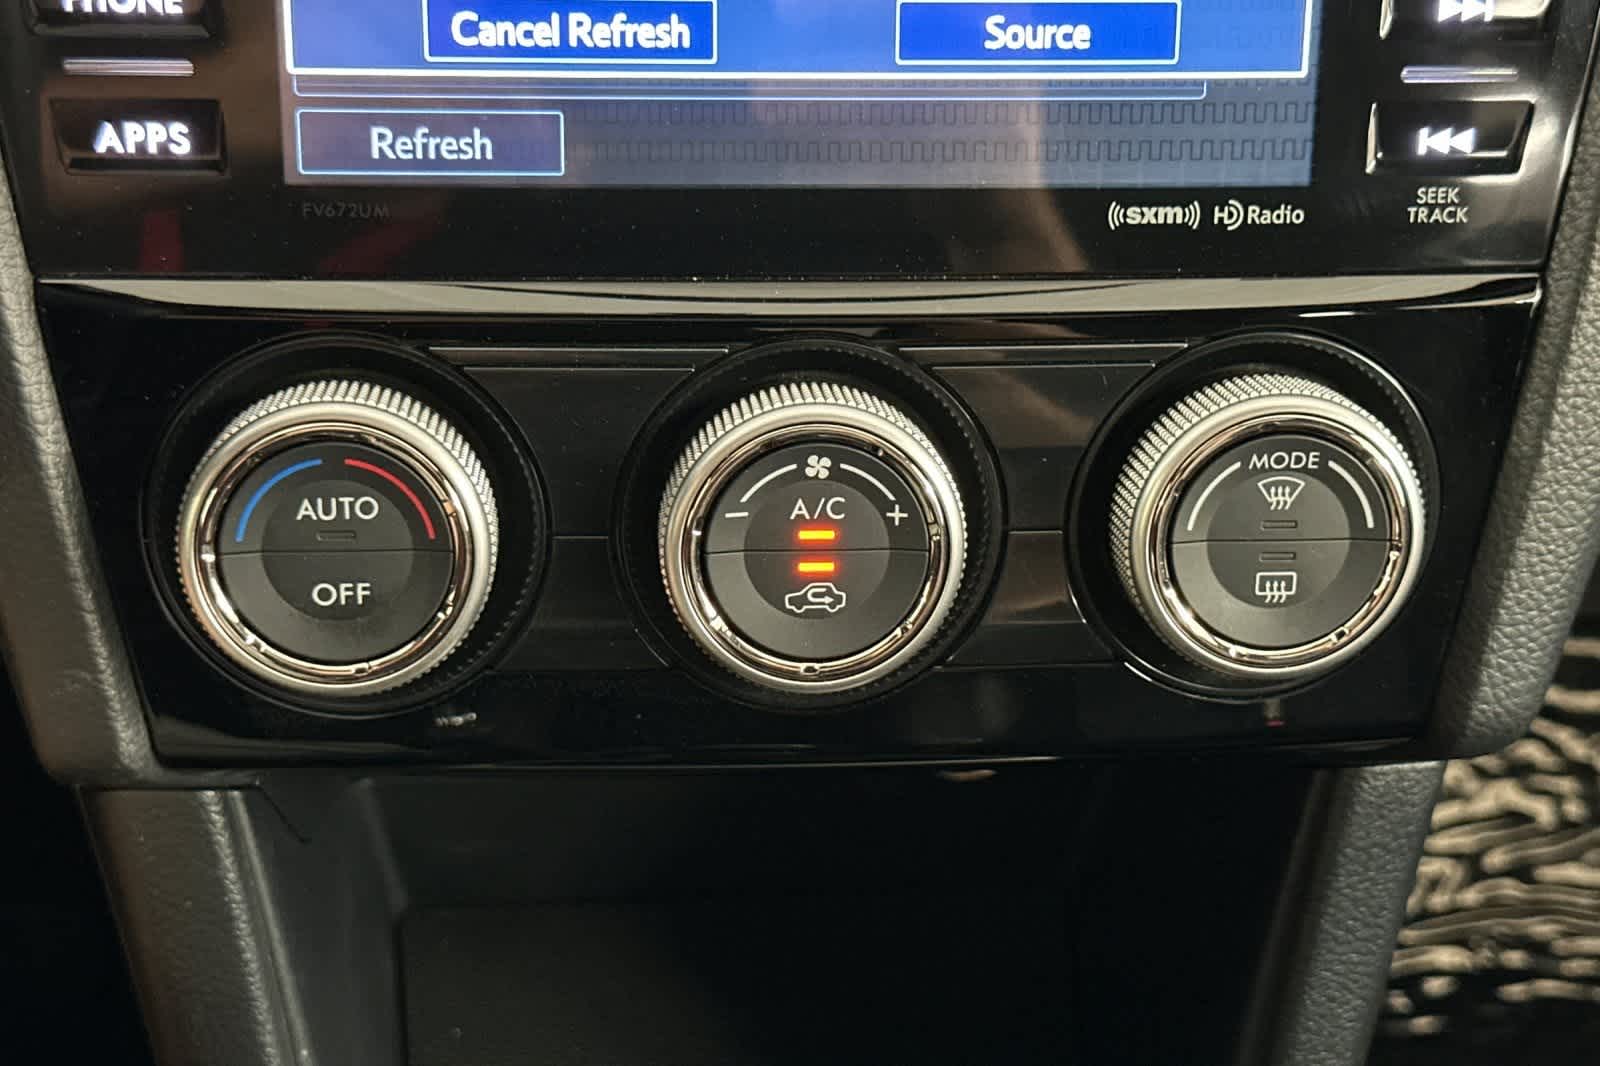 PHONE
Cancel Refresh
Source
APPS
Refresh
FV672UM
((sxm)) HD Radio
SEEK
TRACK
AUTO
OFF
A/C
- +
MODE